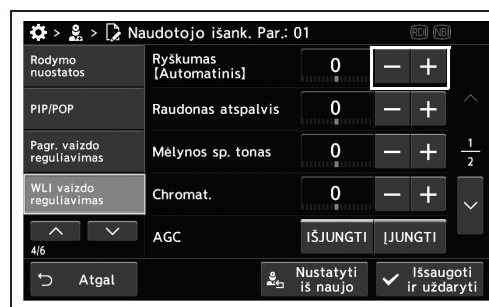 > > Naudotojo išank. Par.: 01 RDI NBI
Rodymo nuostatos
PIP/POP
Pagr. vaizdo reguliavimas
WLI vaizdo reguliavimas
4/6
Ryškumas [Automatinis] 0 − +
Raudonas atspalvis 0 − +
Mėlynos sp. tonas 0 − +
Chromat. 0 − +
AGC IŠJUNGTI ĮJUNGTI
1
2
Atgal
Nustatyti iš naujo
Išsaugoti ir uždaryti